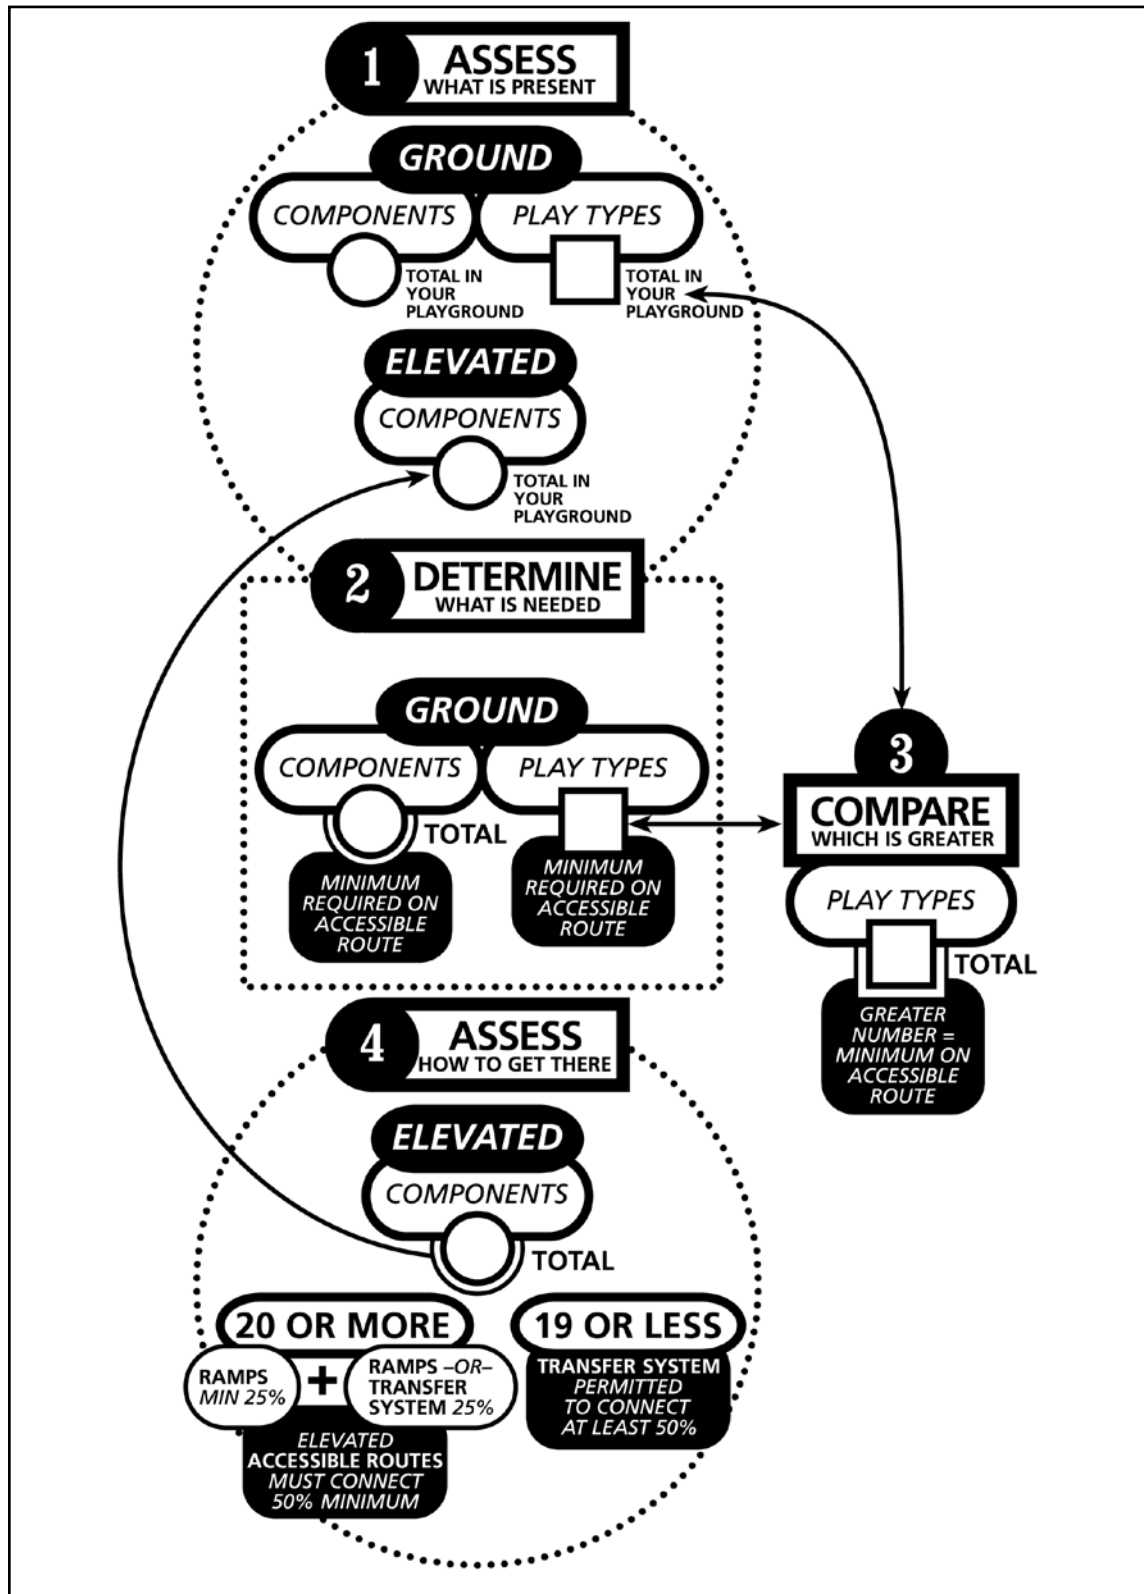 1
ASSESS
WHAT IS PRESENT
GROUND
COMPONENTS
PLAY TYPES
TOTAL IN
YOUR
PLAYGROUND
TOTAL IN
YOUR
PLAYGROUND
ELEVATED
COMPONENTS
TOTAL IN
YOUR
PLAYGROUND
2
DETERMINE
WHAT IS NEEDED
GROUND
COMPONENTS
PLAY TYPES
TOTAL
MINIMUM
REQUIRED ON
ACCESSIBLE
ROUTE
MINIMUM
REQUIRED ON
ACCESSIBLE
ROUTE
3
COMPARE
WHICH IS GREATER
PLAY TYPES
TOTAL
GREATER
NUMBER =
MINIMUM ON
ACCESSIBLE
ROUTE
4
ASSESS
HOW TO GET THERE
ELEVATED
COMPONENTS
TOTAL
20 OR MORE
RAMPS
MIN 25%
+
RAMPS –OR–
TRANSFER
SYSTEM 25%
ELEVATED
ACCESSIBLE ROUTES
MUST CONNECT
50% MINIMUM
19 OR LESS
TRANSFER SYSTEM
PERMITTED
TO CONNECT
AT LEAST 50%